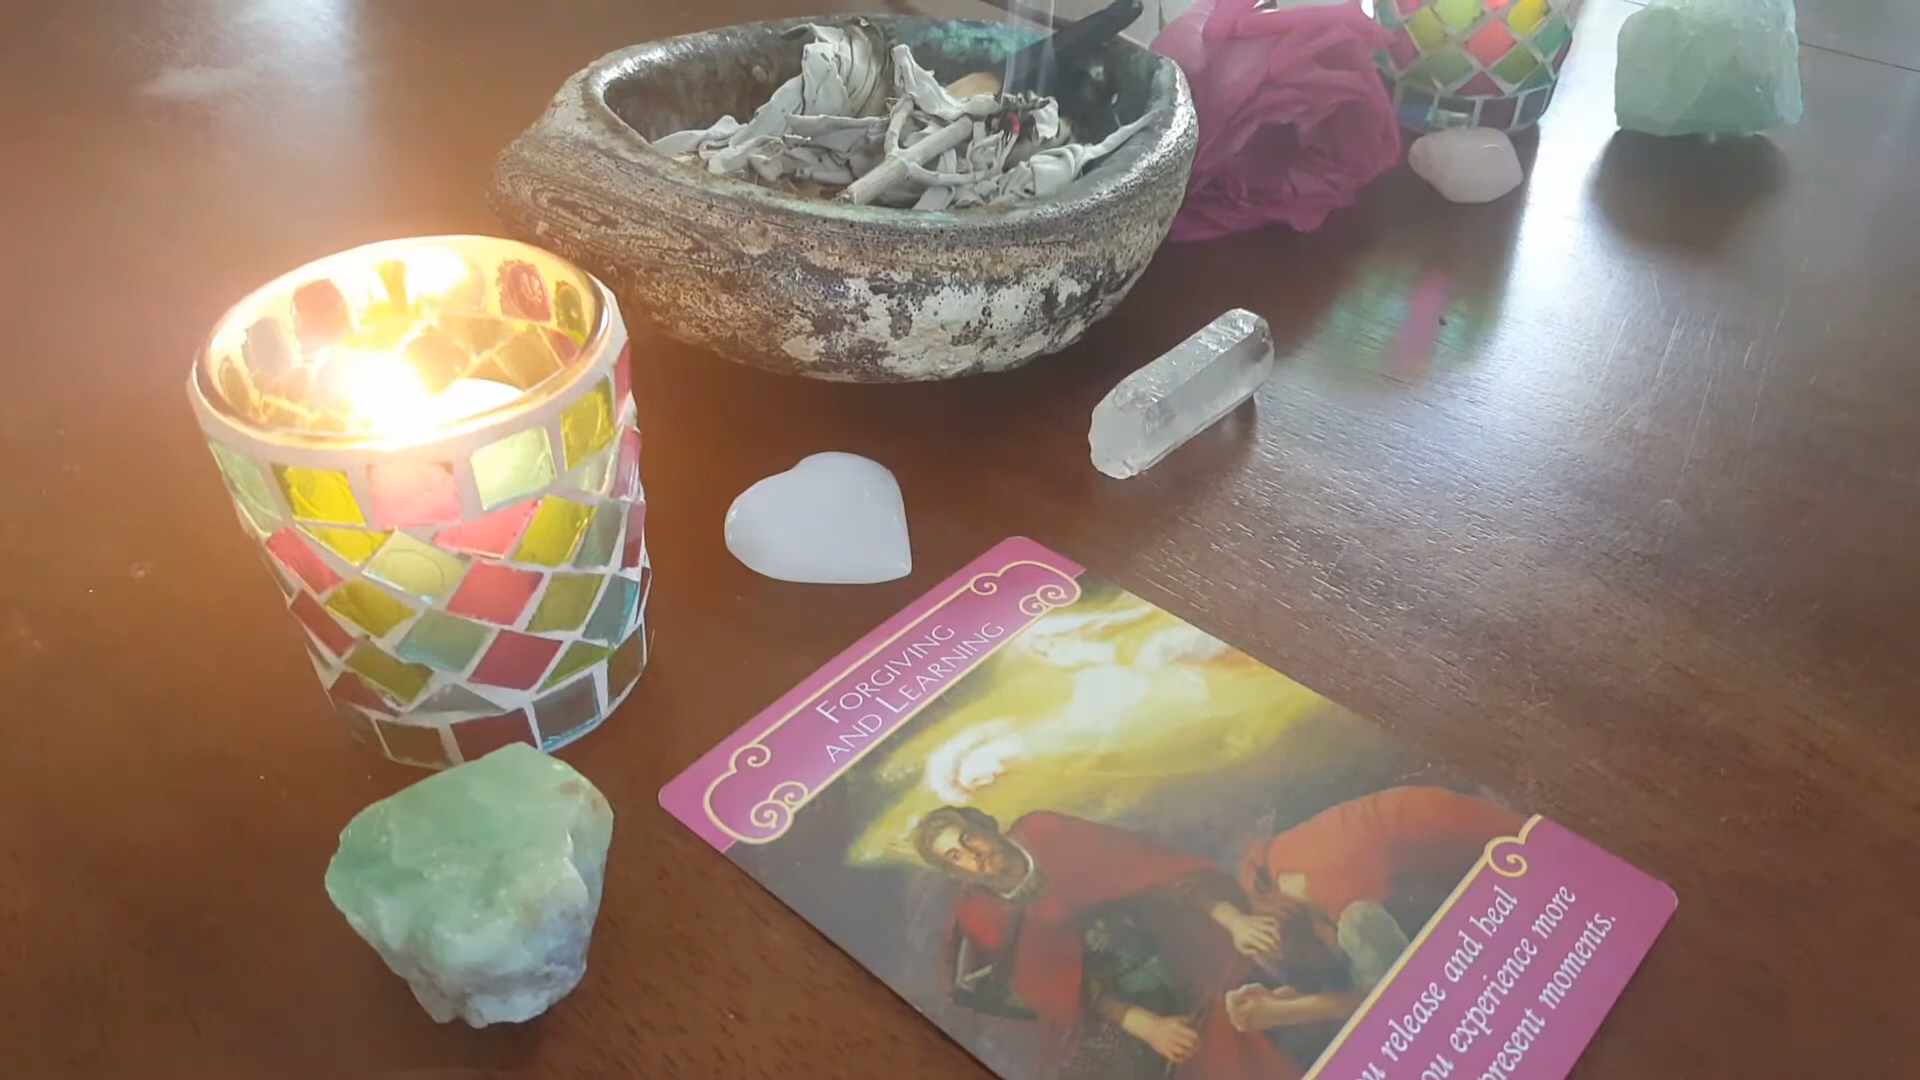 FORGIVING
AND LEARNING
release and heal
experience more
present moments.